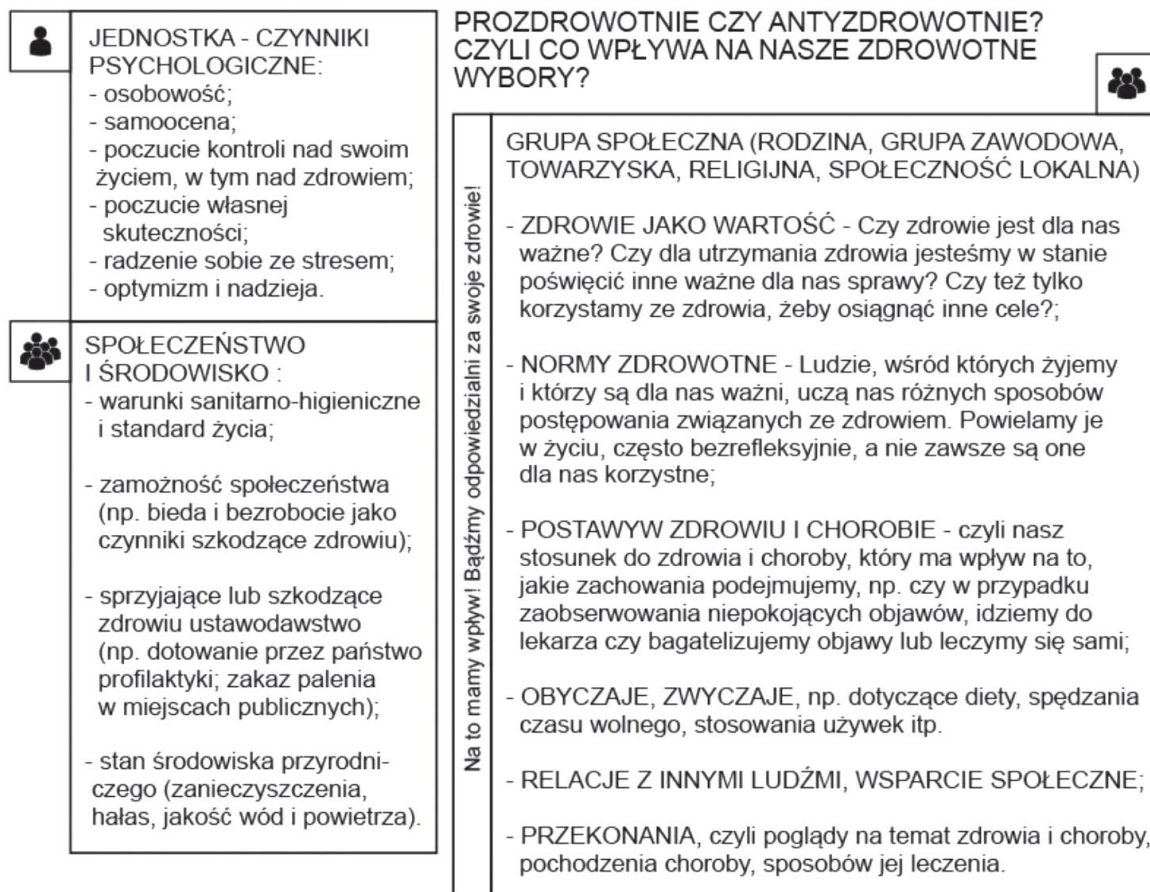 JEDNOSTKA - CZYNNIKI
PSYCHOLOGICZNE:
- osobowość;
- samoocena;
- poczucie kontroli nad swoim
życiem, w tym nad zdrowiem;
- poczucie własnej
skuteczności;
- radzenie sobie ze stresem;
- optymizm i nadzieja.
SPOŁECZEŃSTWO
I ŚRODOWISKO :
- warunki sanitarno-higieniczne
i standard życia;
- zamożność społeczeństwa
(np. bieda i bezrobocie jako
czynniki szkodzące zdrowiu);
- sprzyjające lub szkodzące
zdrowiu ustawodawstwo
(np. dotowanie przez państwo
profilaktyki; zakaz palenia
w miejscach publicznych);
- stan środowiska przyrodni-
czego (zanieczyszczenia,
hałas, jakość wód i powietrza).
PROZDROWOTNIE CZY ANTYZDROWOTNIE?
CZYLI CO WPŁYWA NA NASZE ZDROWOTNE
WYBORY?
Na to mamy wpływ! Bądźmy odpowiedzialni za swoje zdrowie!
GRUPA SPOŁECZNA (RODZINA, GRUPA ZAWODOWA,
TOWARZYSKA, RELIGIJNA, SPOŁECZNOŚĆ LOKALNA)
- ZDROWIE JAKO WARTOŚĆ - Czy zdrowie jest dla nas
ważne? Czy dla utrzymania zdrowia jesteśmy w stanie
poświęcić inne ważne dla nas sprawy? Czy też tylko
korzystamy ze zdrowia, żeby osiągnąć inne cele?;
- NORMY ZDROWOTNE - Ludzie, wśród których żyjemy
i którzy są dla nas ważni, uczą nas różnych sposobów
postępowania związanych ze zdrowiem. Powielamy je
w życiu, często bezrefleksyjnie, a nie zawsze są one
dla nas korzystne;
- POSTAWYW ZDROWIU I CHOROBIE - czyli nasz
stosunek do zdrowia i choroby, który ma wpływ na to,
jakie zachowania podejmujemy, np. czy w przypadku
zaobserwowania niepokojących objawów, idziemy do
lekarza czy bagatelizujemy objawy lub leczymy się sami;
- OBYCZAJE, ZWYCZAJE, np. dotyczące diety, spędzania
czasu wolnego, stosowania używek itp.
- RELACJE Z INNYMI LUDŹMI, WSPARCIE SPOŁECZNE;
- PRZEKONANIA, czyli poglądy na temat zdrowia i choroby,
pochodzenia choroby, sposobów jej leczenia.